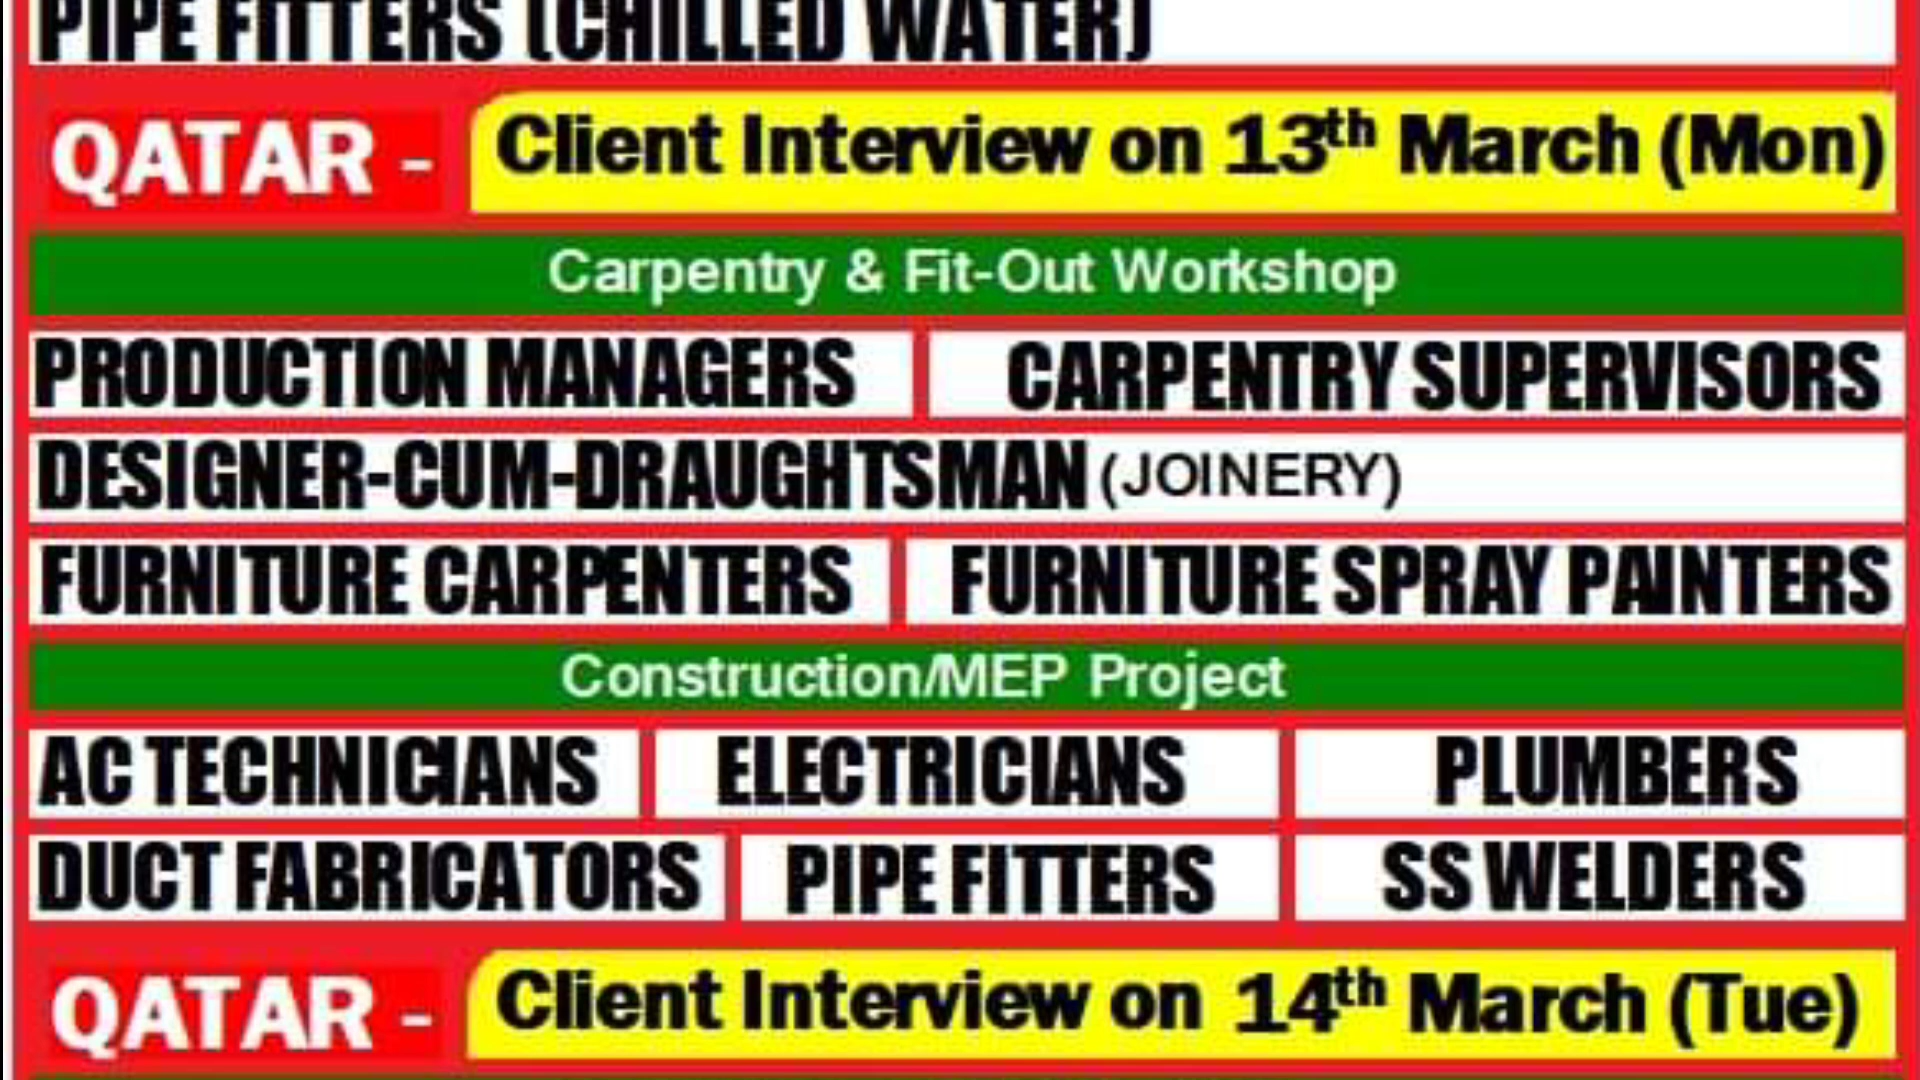 PIPE FITTERS (CHILLED WATER)
QATAR - Client Interview on 13th March (Mon)
Carpentry & Fit-Out Workshop
PRODUCTION MANAGERS CARPENTRY SUPERVISORS
DESIGNER-CUM-DRAUGHTSMAN (JOINERY)
FURNITURE CARPENTERS FURNITURE SPRAY PAINTERS
Construction/MEP Project
AC TECHNICIANS ELECTRICIANS PLUMBERS
DUCT FABRICATORS PIPE FITTERS SS WELDERS
QATAR - Client Interview on 14th March (Tue)